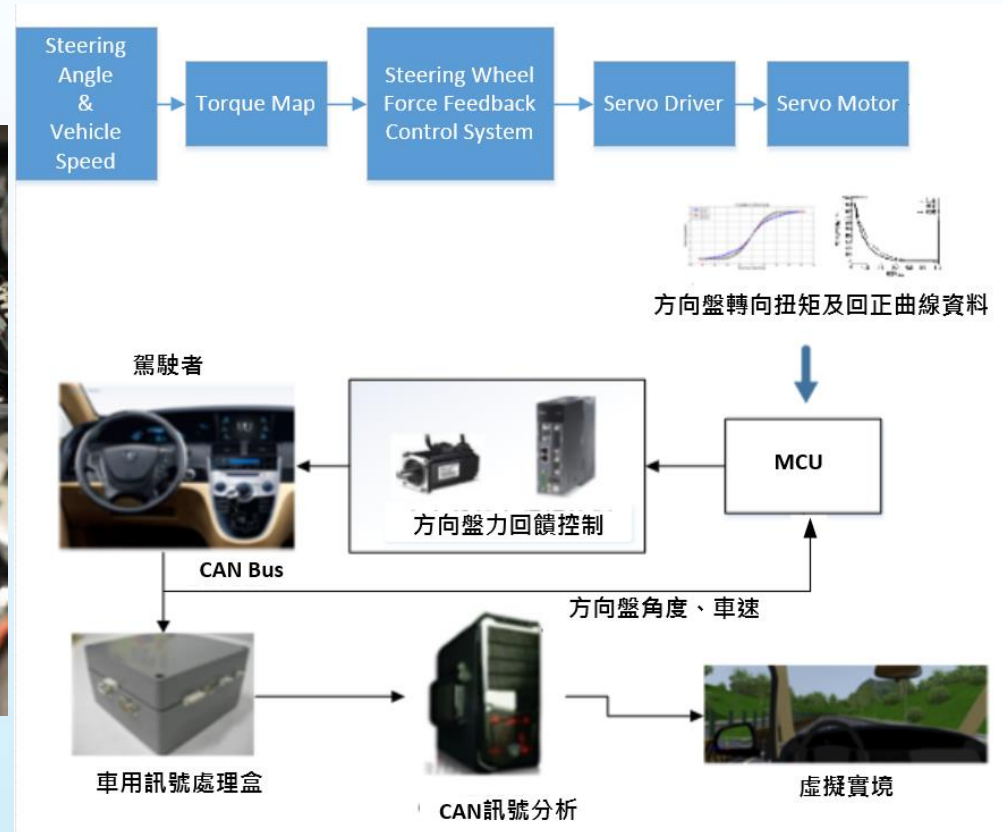 Steering
Angle
&
Vehicle
Speed
Torque Map
Steering Wheel
Force Feedback
Control System
Servo Driver
Servo Motor
方向盤轉向扭矩及回正曲線資料
駕駛者
MCU
方向盤力回饋控制
CAN Bus
方向盤角度、車速
車用訊號處理盒
CAN訊號分析
虛擬實境